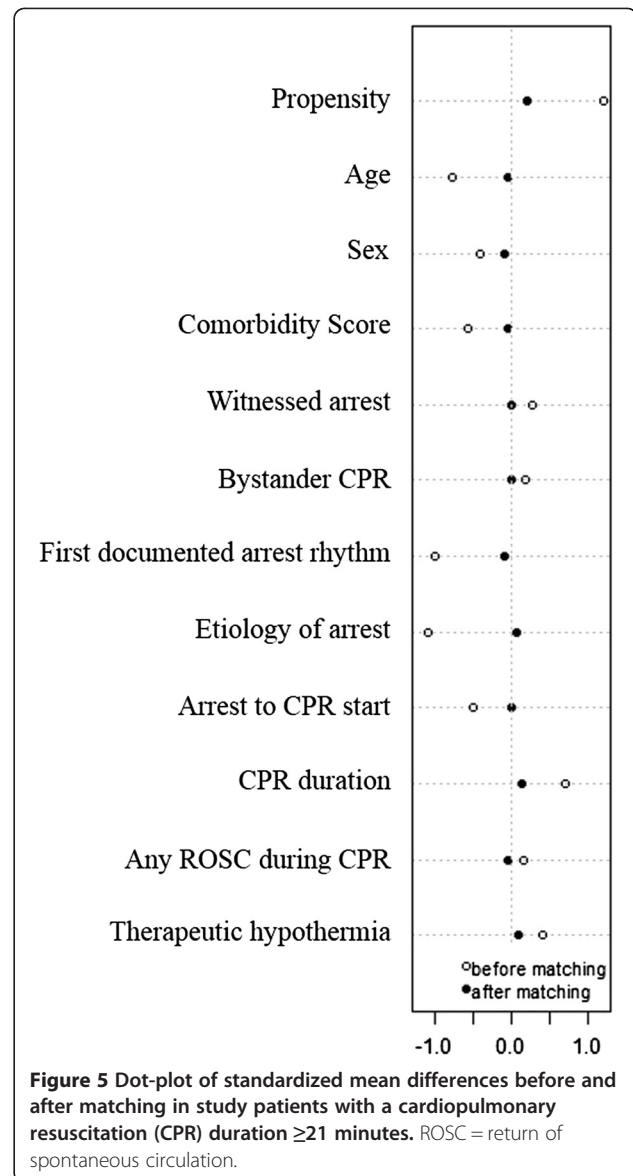 Propensity
Age
Sex
Comorbidity Score
Witnessed arrest
Bystander CPR
First documented arrest rhythm
Etiology of arrest
Arrest to CPR start
CPR duration
Any ROSC during CPR
Therapeutic hypothermia
before matching
after matching
-1.0 0.0 1.0
Figure 5 Dot-plot of standardized mean differences before and
after matching in study patients with a cardiopulmonary
resuscitation (CPR) duration ≥21 minutes. ROSC = return of
spontaneous circulation.